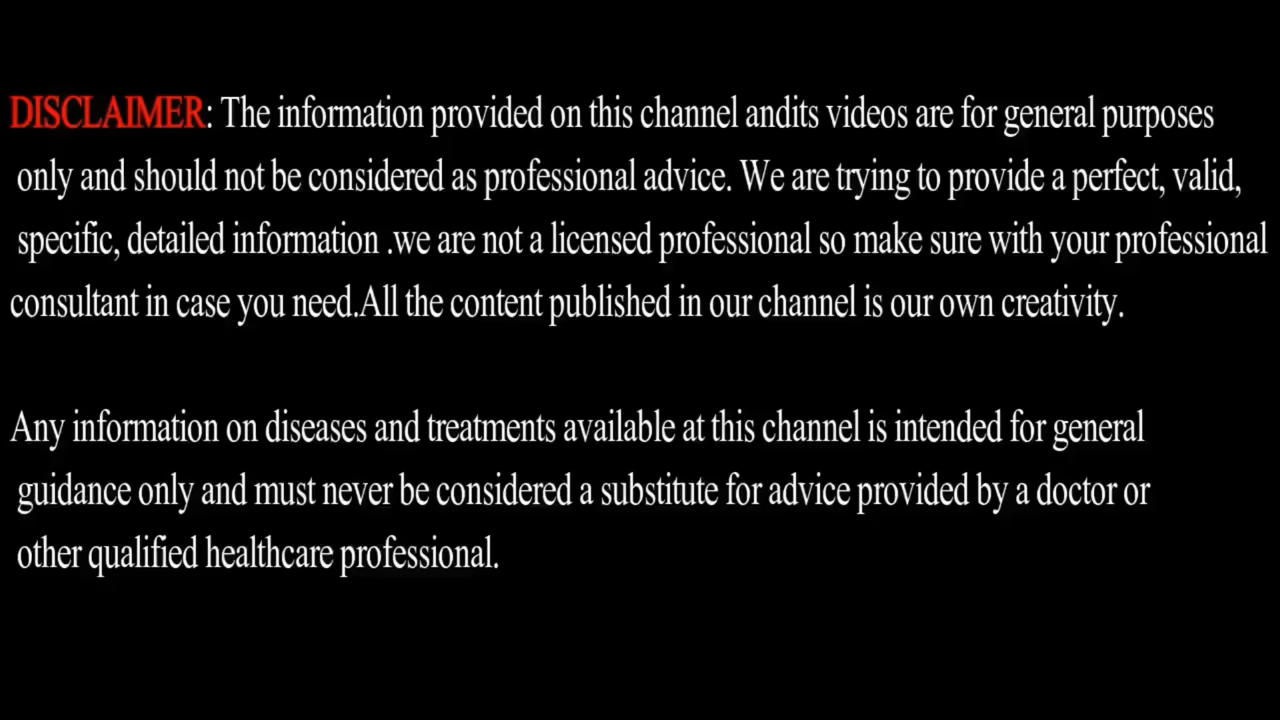 DISCLAIMER: The information provided on this channel andits videos are for general purposes
only and should not be considered as professional advice. We are trying to provide a perfect, valid,
specific, detailed information .we are not a licensed professional so make sure with your professional
consultant in case you need.All the content published in our channel is our own creativity.
Any information on diseases and treatments available at this channel is intended for general
guidance only and must never be considered a substitute for advice provided by a doctor or
other qualified healthcare professional.